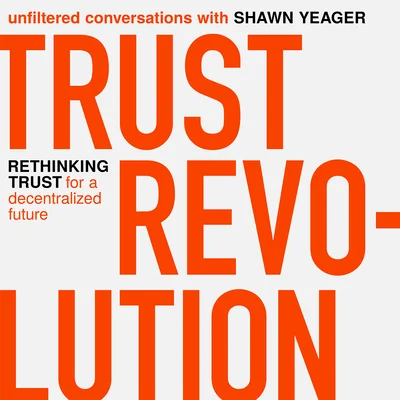 unfiltered conversations with SHAWN YEAGER
TRUST
RETHINKING
TRUST for a
decentralized
future
REVO-
LUTION